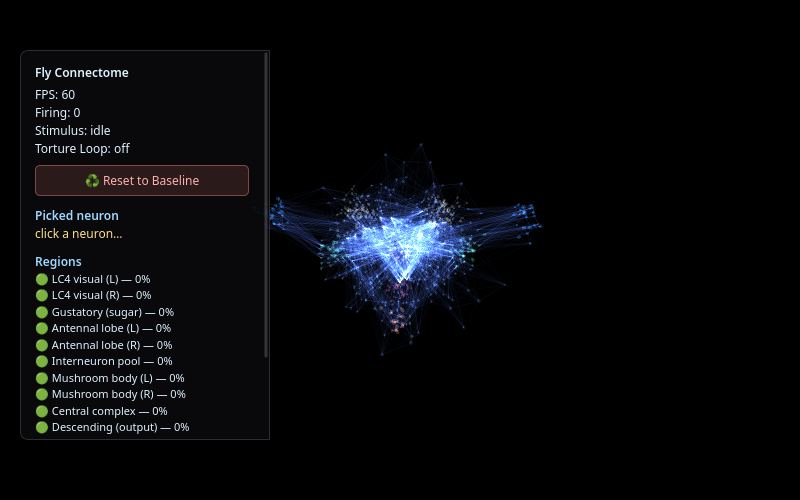 Fly Connectome
FPS: 60
Firing: 0
Stimulus: idle
Torture Loop: off
♻ Reset to Baseline
Picked neuron
click a neuron...
Regions
LC4 visual (L) — 0%
LC4 visual (R) — 0%
Gustatory (sugar) — 0%
Antennal lobe (L) — 0%
Antennal lobe (R) — 0%
Interneuron pool — 0%
Mushroom body (L) — 0%
Mushroom body (R) — 0%
Central complex — 0%
Descending (output) — 0%